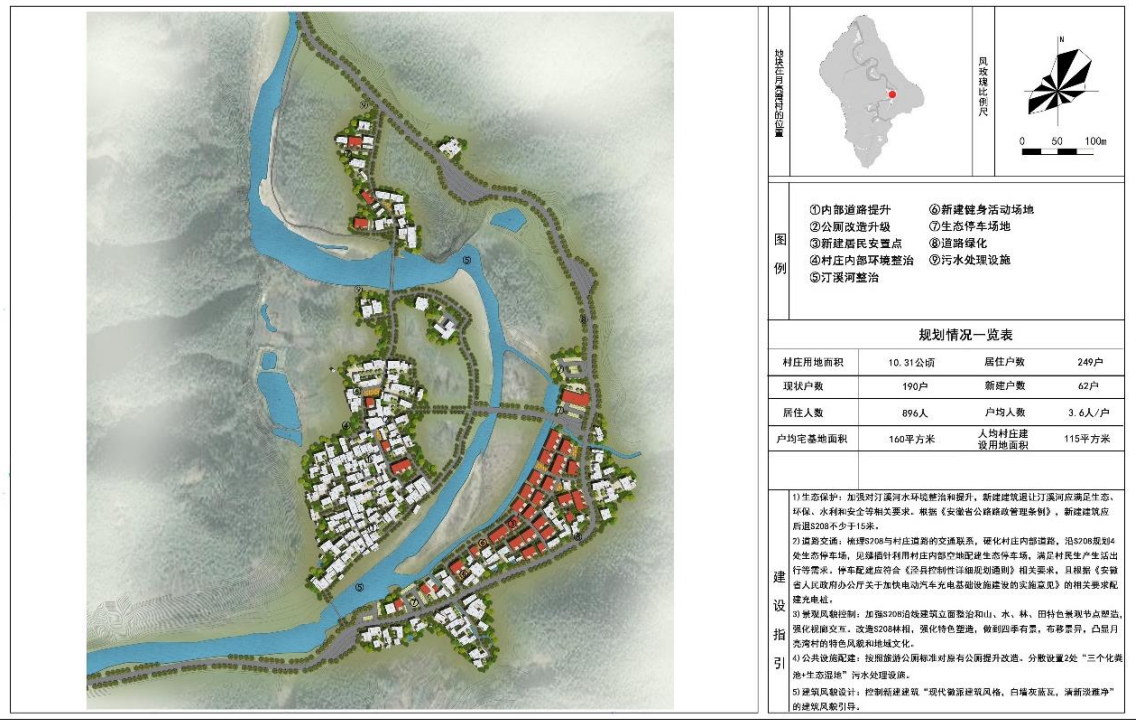 地块在月亮湾村的位置
风玫瑰比例尺
N
0 50 100m
图例
①内部道路提升
②公厕改造升级
③新建居民安置点
④村庄内部环境整治
⑤汀溪河整治
⑥新建健身活动场地
⑦生态停车场地
⑧道路绿化
⑨污水处理设施
规划情况一览表
村庄用地面积 10.31公顷 居住户数 249户
现状户数 190户 新建户数 62户
居住人数 896人 户均人数 3.6人/户
户均宅基地面积 160平方米 人均村庄建设用地面积 115平方米
建设指引
1)生态保护：加强对汀溪河水环境整治和提升，新建建筑退让汀溪河应满足生态、
环保、水利和安全等相关要求。根据《安徽省公路路政管理条例》，新建建筑应
后退S208不少于15米。
2)道路交通：梳理S208与村庄道路的交通联系，硬化村庄内部道路，沿S208规划4
处生态停车场，见缝插针利用村庄内部空地配建生态停车场，满足村民生产生活出
行等需求。停车配建应符合《泾县控制性详细规划通则》相关要求，且根据《安徽
省人民政府办公厅关于加快电动汽车充电基础设施建设的实施意见》的相关要求配
建充电桩。
3)景观风貌控制：加强S208沿线建筑立面整治和山、水、林、田特色景观节点塑造，
强化视廊交互。改造S208林相，强化特色塑造，做到四季有景，布移景异，凸显月
亮湾村的特色风貌和地域文化。
4)公共设施配建：按照旅游公厕标准对原有公厕提升改造。分散设置2处“三个化粪
池+生态湿地”污水处理设施。
5)建筑风貌设计：控制新建建筑“现代徽派建筑风格，白墙灰蓝瓦，清新淡雅净”
的建筑风貌引导。